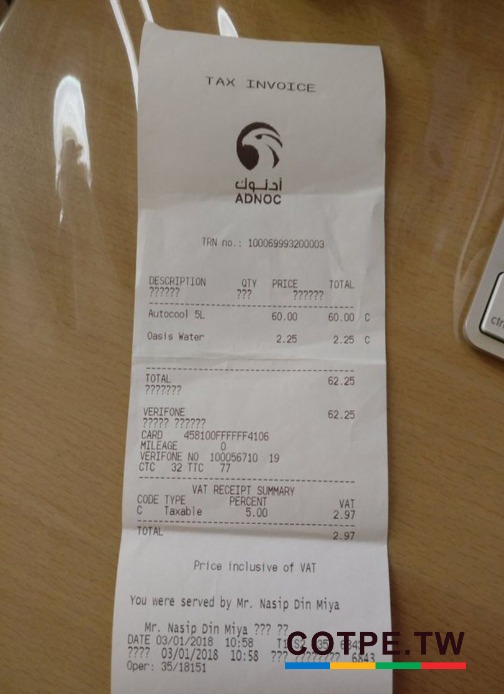 TAX INVOICE
أدنوك
ADNOC
TRN no.: 100069993200003
DESCRIPTION QTY PRICE TOTAL
?????? ??? ??????
Autocool 5L 60.00 60.00 C
Oasis Water 2.25 2.25 C
TOTAL 62.25
???????
VERIFONE 62.25
????? ??????
CARD 458100FFFFFF4106
MILEAGE 0
VERIFONE NO 100056710 19
CTC 32 TTC 77
VAT RECEIPT SUMMARY
CODE TYPE PERCENT VAT
C Taxable 5.00 2.97
TOTAL 2.97
Price inclusive of VAT
You were served by Mr. Nasip Din Miya
Mr. Nasip Din Miya ??? ??
DATE 03/01/2018 10:58
???? 03/01/2018 10:58 ??? ???????? 6843
Oper: 35/18151
COTPE.TW
ctr